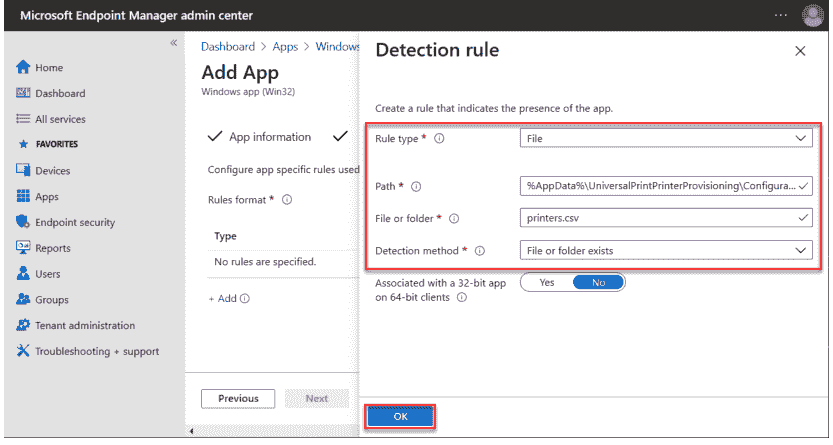 Microsoft Endpoint Manager admin center
...
«
Home
Dashboard
All services
FAVORITES
Devices
Apps
Endpoint security
Reports
Users
Groups
Tenant administration
Troubleshooting + support
Dashboard > Apps > Windows
Add App
Windows app (Win32)
App information
Configure app specific rules used
Rules format *
Type
No rules are specified.
+ Add
Previous
Next
Detection rule
Create a rule that indicates the presence of the app.
Rule type * File
Path * %AppData%\UniversalPrintPrinterProvisioning\Configura...
File or folder * printers.csv
Detection method * File or folder exists
Associated with a 32-bit app
on 64-bit clients
Yes No
OK